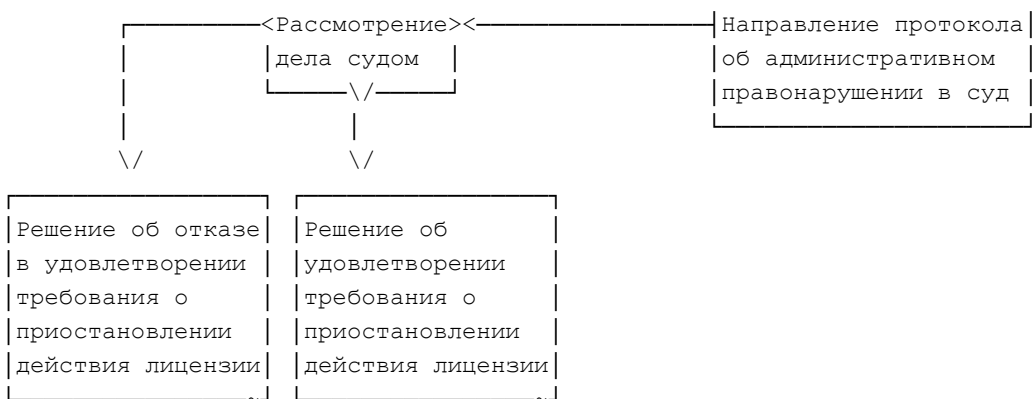 Рассмотрение
дела судом
Направление протокола
об административном
правонарушении в суд
Решение об отказе
в удовлетворении
требования о
приостановлении
действия лицензии
Решение об
удовлетворении
требования о
приостановлении
действия лицензии